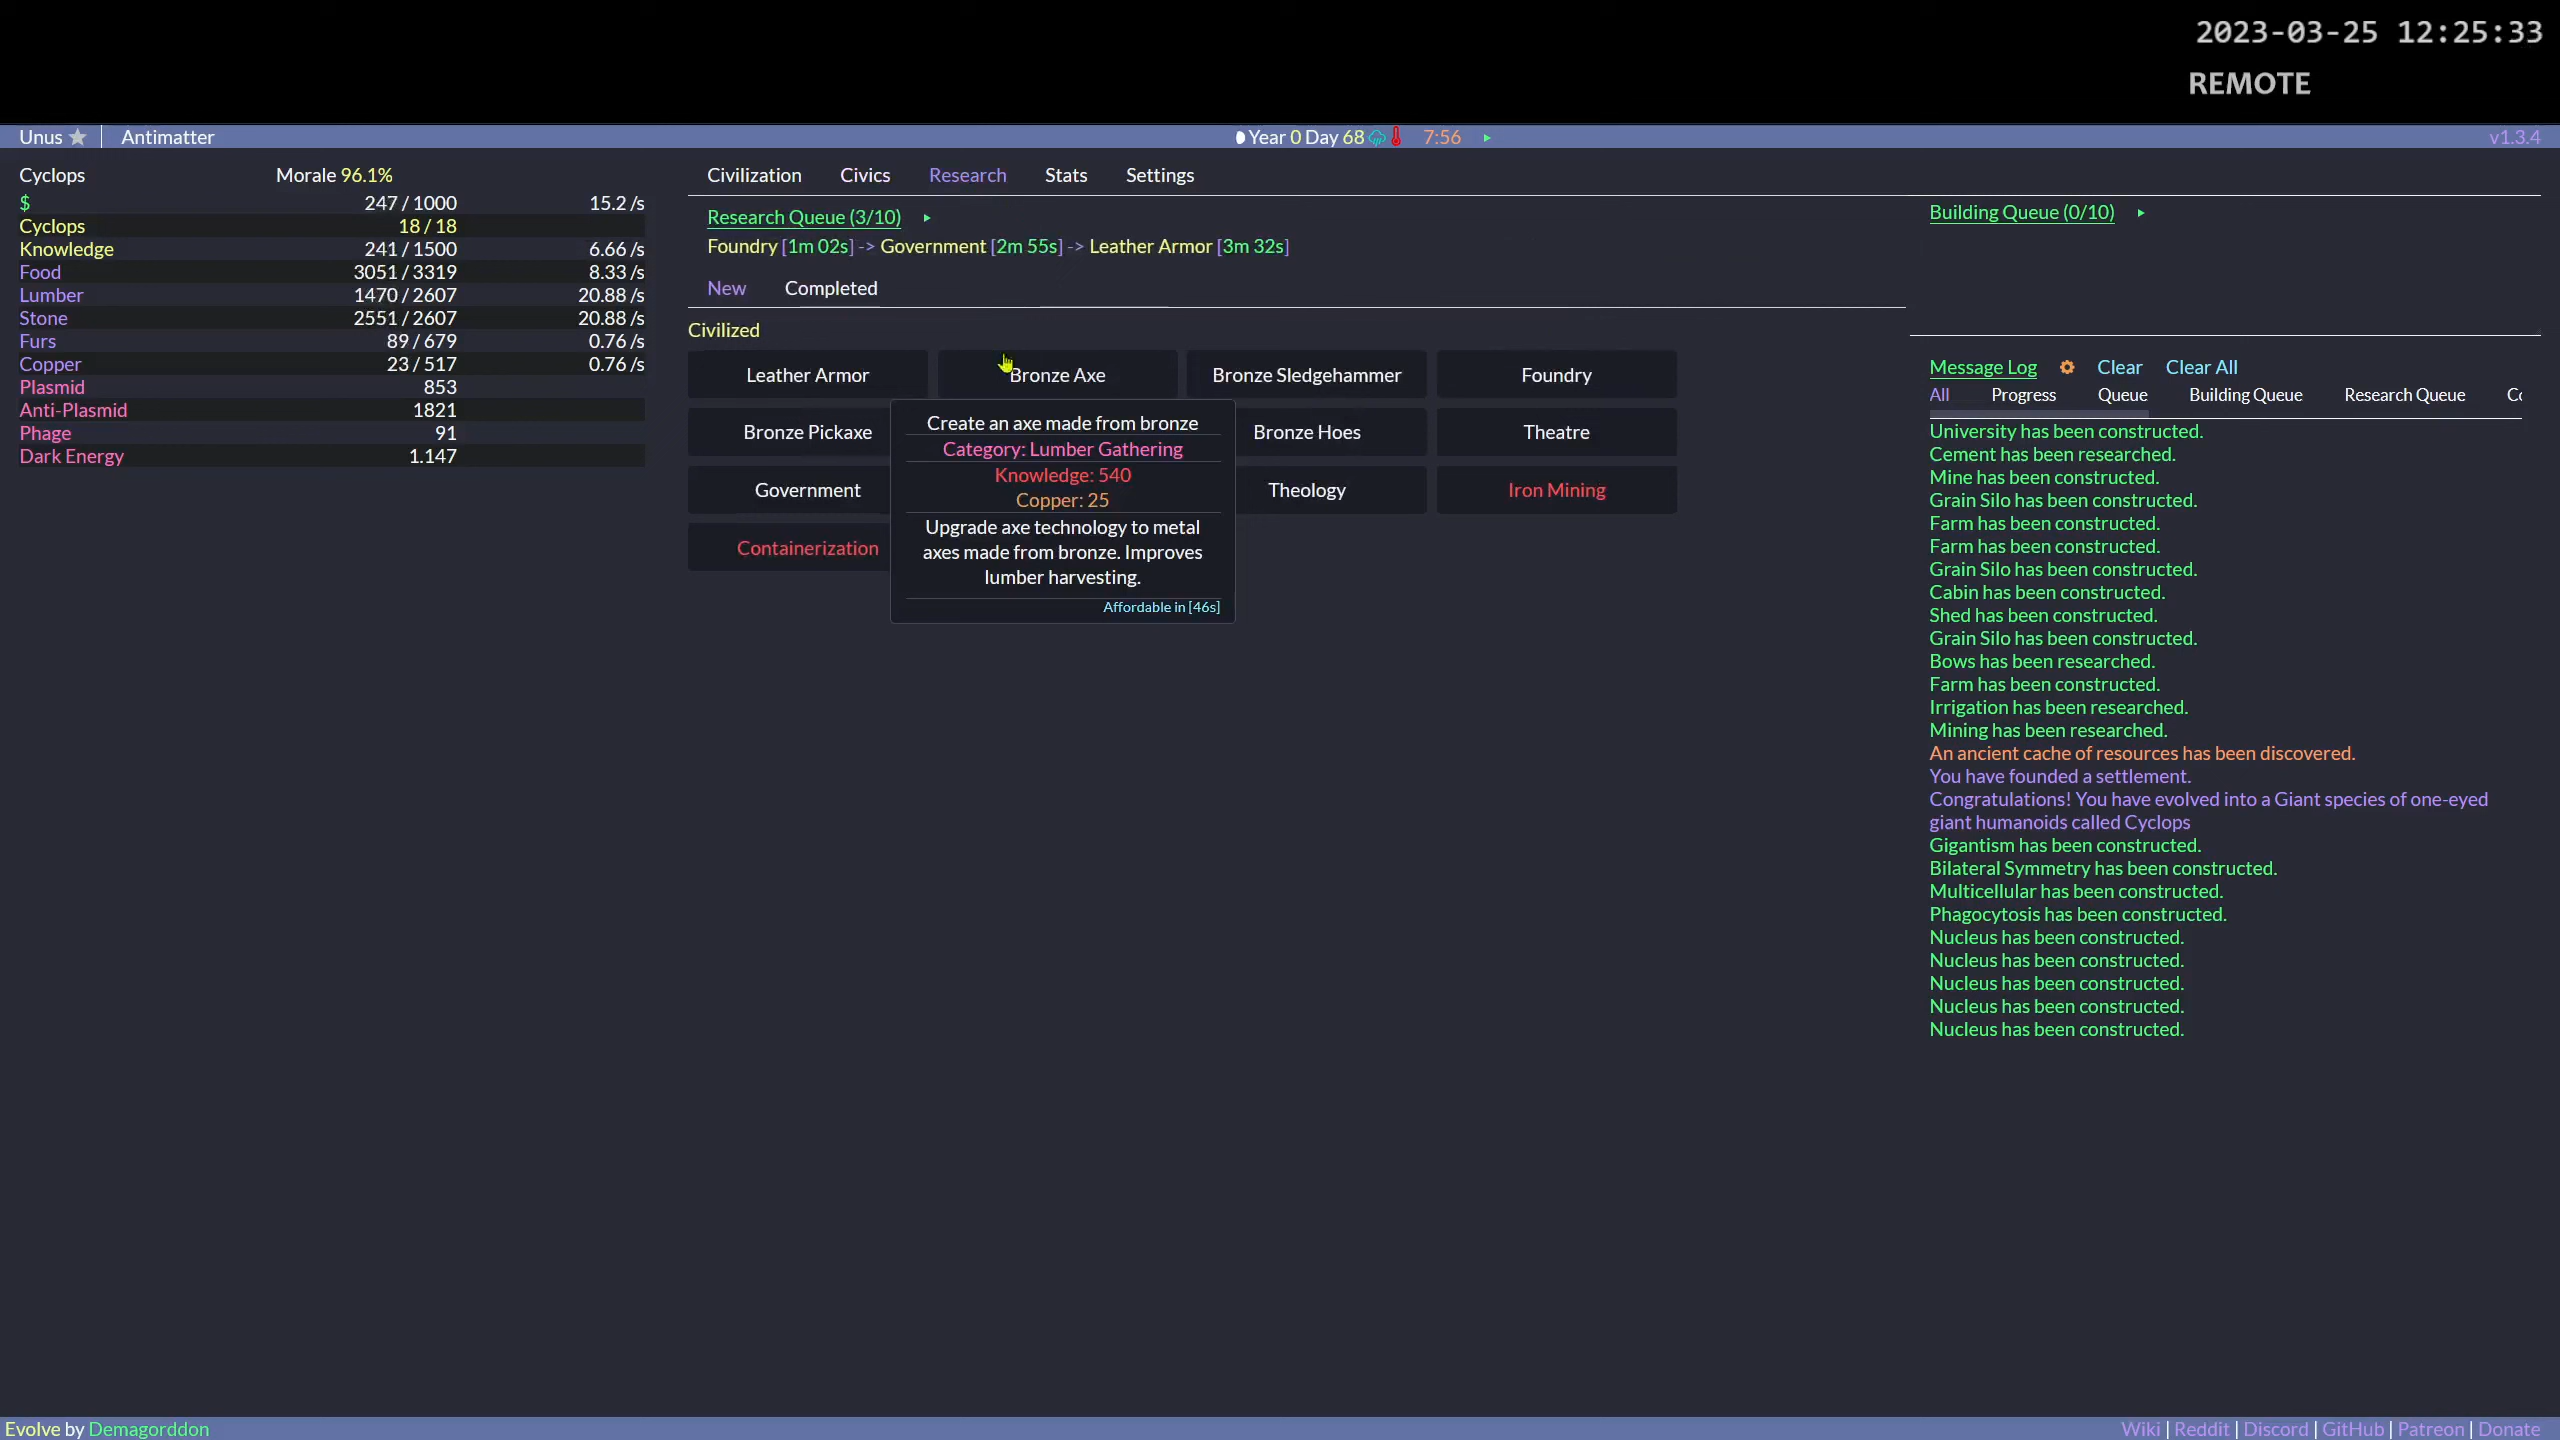 2023-03-25 12:25:33
REMOTE
Unus | Antimatter
Year 0 Day 68 7:56
v1.3.4
Cyclops Morale 96.1%
$ 247 / 1000 15.2 /s
Cyclops 18 / 18
Knowledge 241 / 1500 6.66 /s
Food 3051 / 3319 8.33 /s
Lumber 1470 / 2607 20.88 /s
Stone 2551 / 2607 20.88 /s
Furs 89 / 679 0.76 /s
Copper 23 / 517 0.76 /s
Plasmid 853
Anti-Plasmid 1821
Phage 91
Dark Energy 1.147
Civilization Civics Research Stats Settings
Research Queue (3/10)
Foundry [1m 02s] -> Government [2m 55s] -> Leather Armor [3m 32s]
New Completed
Civilized
Leather Armor Bronze Axe Bronze Sledgehammer Foundry
Bronze Pickaxe Bronze Hoes Theatre
Government Theology Iron Mining
Containerization
Create an axe made from bronze
Category: Lumber Gathering
Knowledge: 540
Copper: 25
Upgrade axe technology to metal
axes made from bronze. Improves
lumber harvesting.
Affordable in [46s]
Building Queue (0/10)
Message Log Clear Clear All
All Progress Queue Building Queue Research Queue
University has been constructed.
Cement has been researched.
Mine has been constructed.
Grain Silo has been constructed.
Farm has been constructed.
Farm has been constructed.
Grain Silo has been constructed.
Cabin has been constructed.
Shed has been constructed.
Grain Silo has been constructed.
Bows has been researched.
Farm has been constructed.
Irrigation has been researched.
Mining has been researched.
An ancient cache of resources has been discovered.
You have founded a settlement.
Congratulations! You have evolved into a Giant species of one-eyed
giant humanoids called Cyclops
Gigantism has been constructed.
Bilateral Symmetry has been constructed.
Multicellular has been constructed.
Phagocytosis has been constructed.
Nucleus has been constructed.
Nucleus has been constructed.
Nucleus has been constructed.
Nucleus has been constructed.
Nucleus has been constructed.
Evolve by Demagorddon
Wiki | Reddit | Discord | GitHub | Patreon | Donate